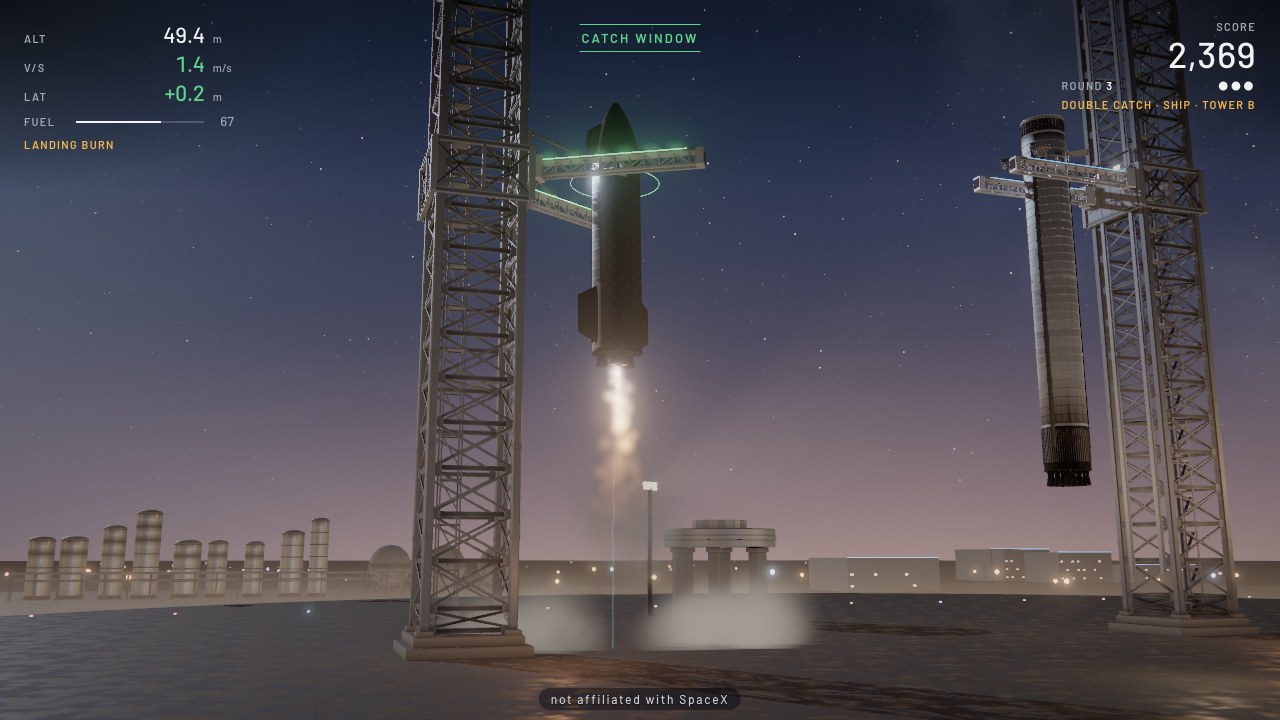 ALT 49.4 m
V/S 1.4 m/s
LAT +0.2 m
FUEL 67
LANDING BURN
CATCH WINDOW
SCORE
2,369
ROUND 3
DOUBLE CATCH · SHIP · TOWER B
not affiliated with SpaceX